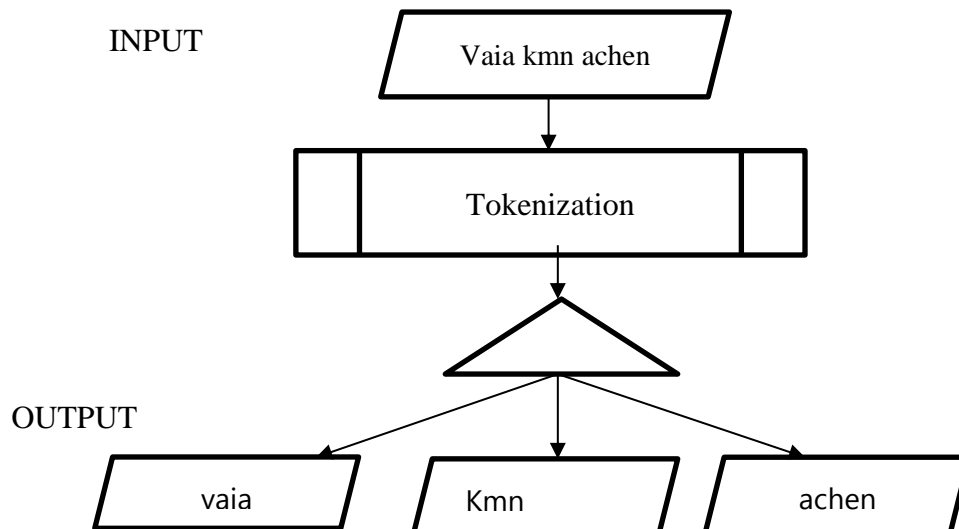 INPUT
Vaia kmn achen
Tokenization
OUTPUT
vaia
Kmn
achen